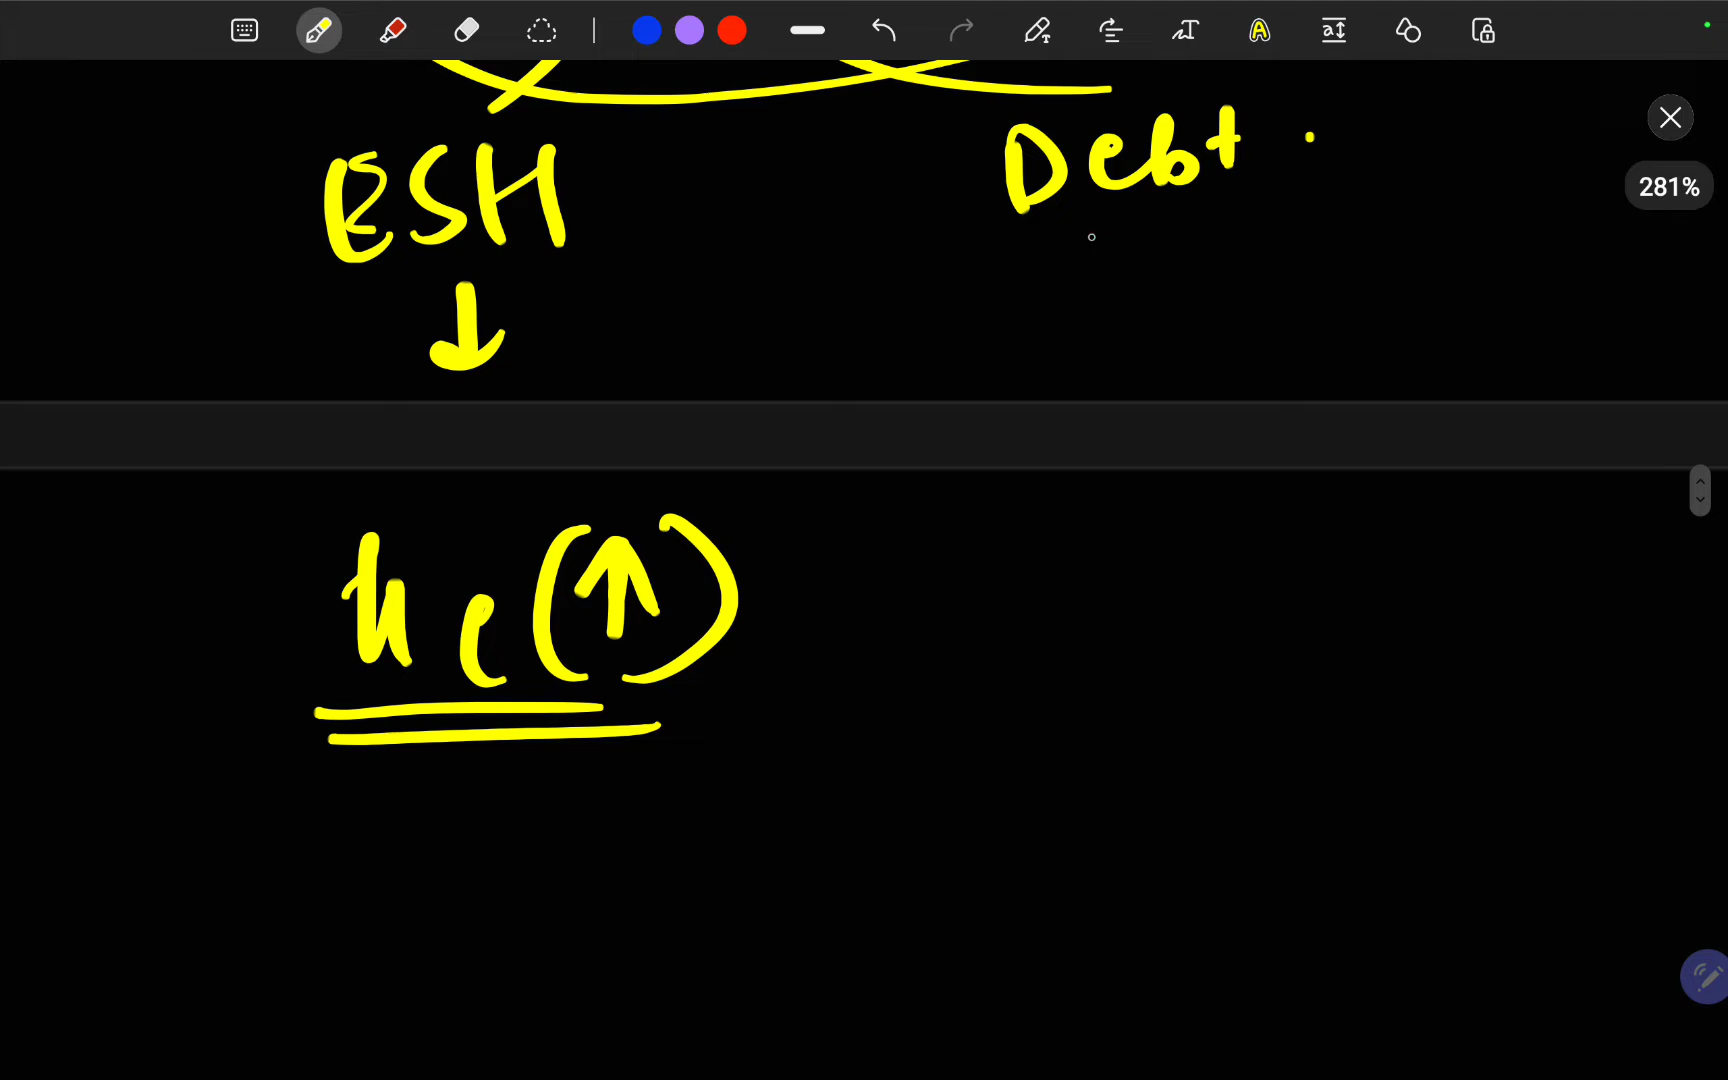 281%
ESH Debt .
↓
ke (↑)